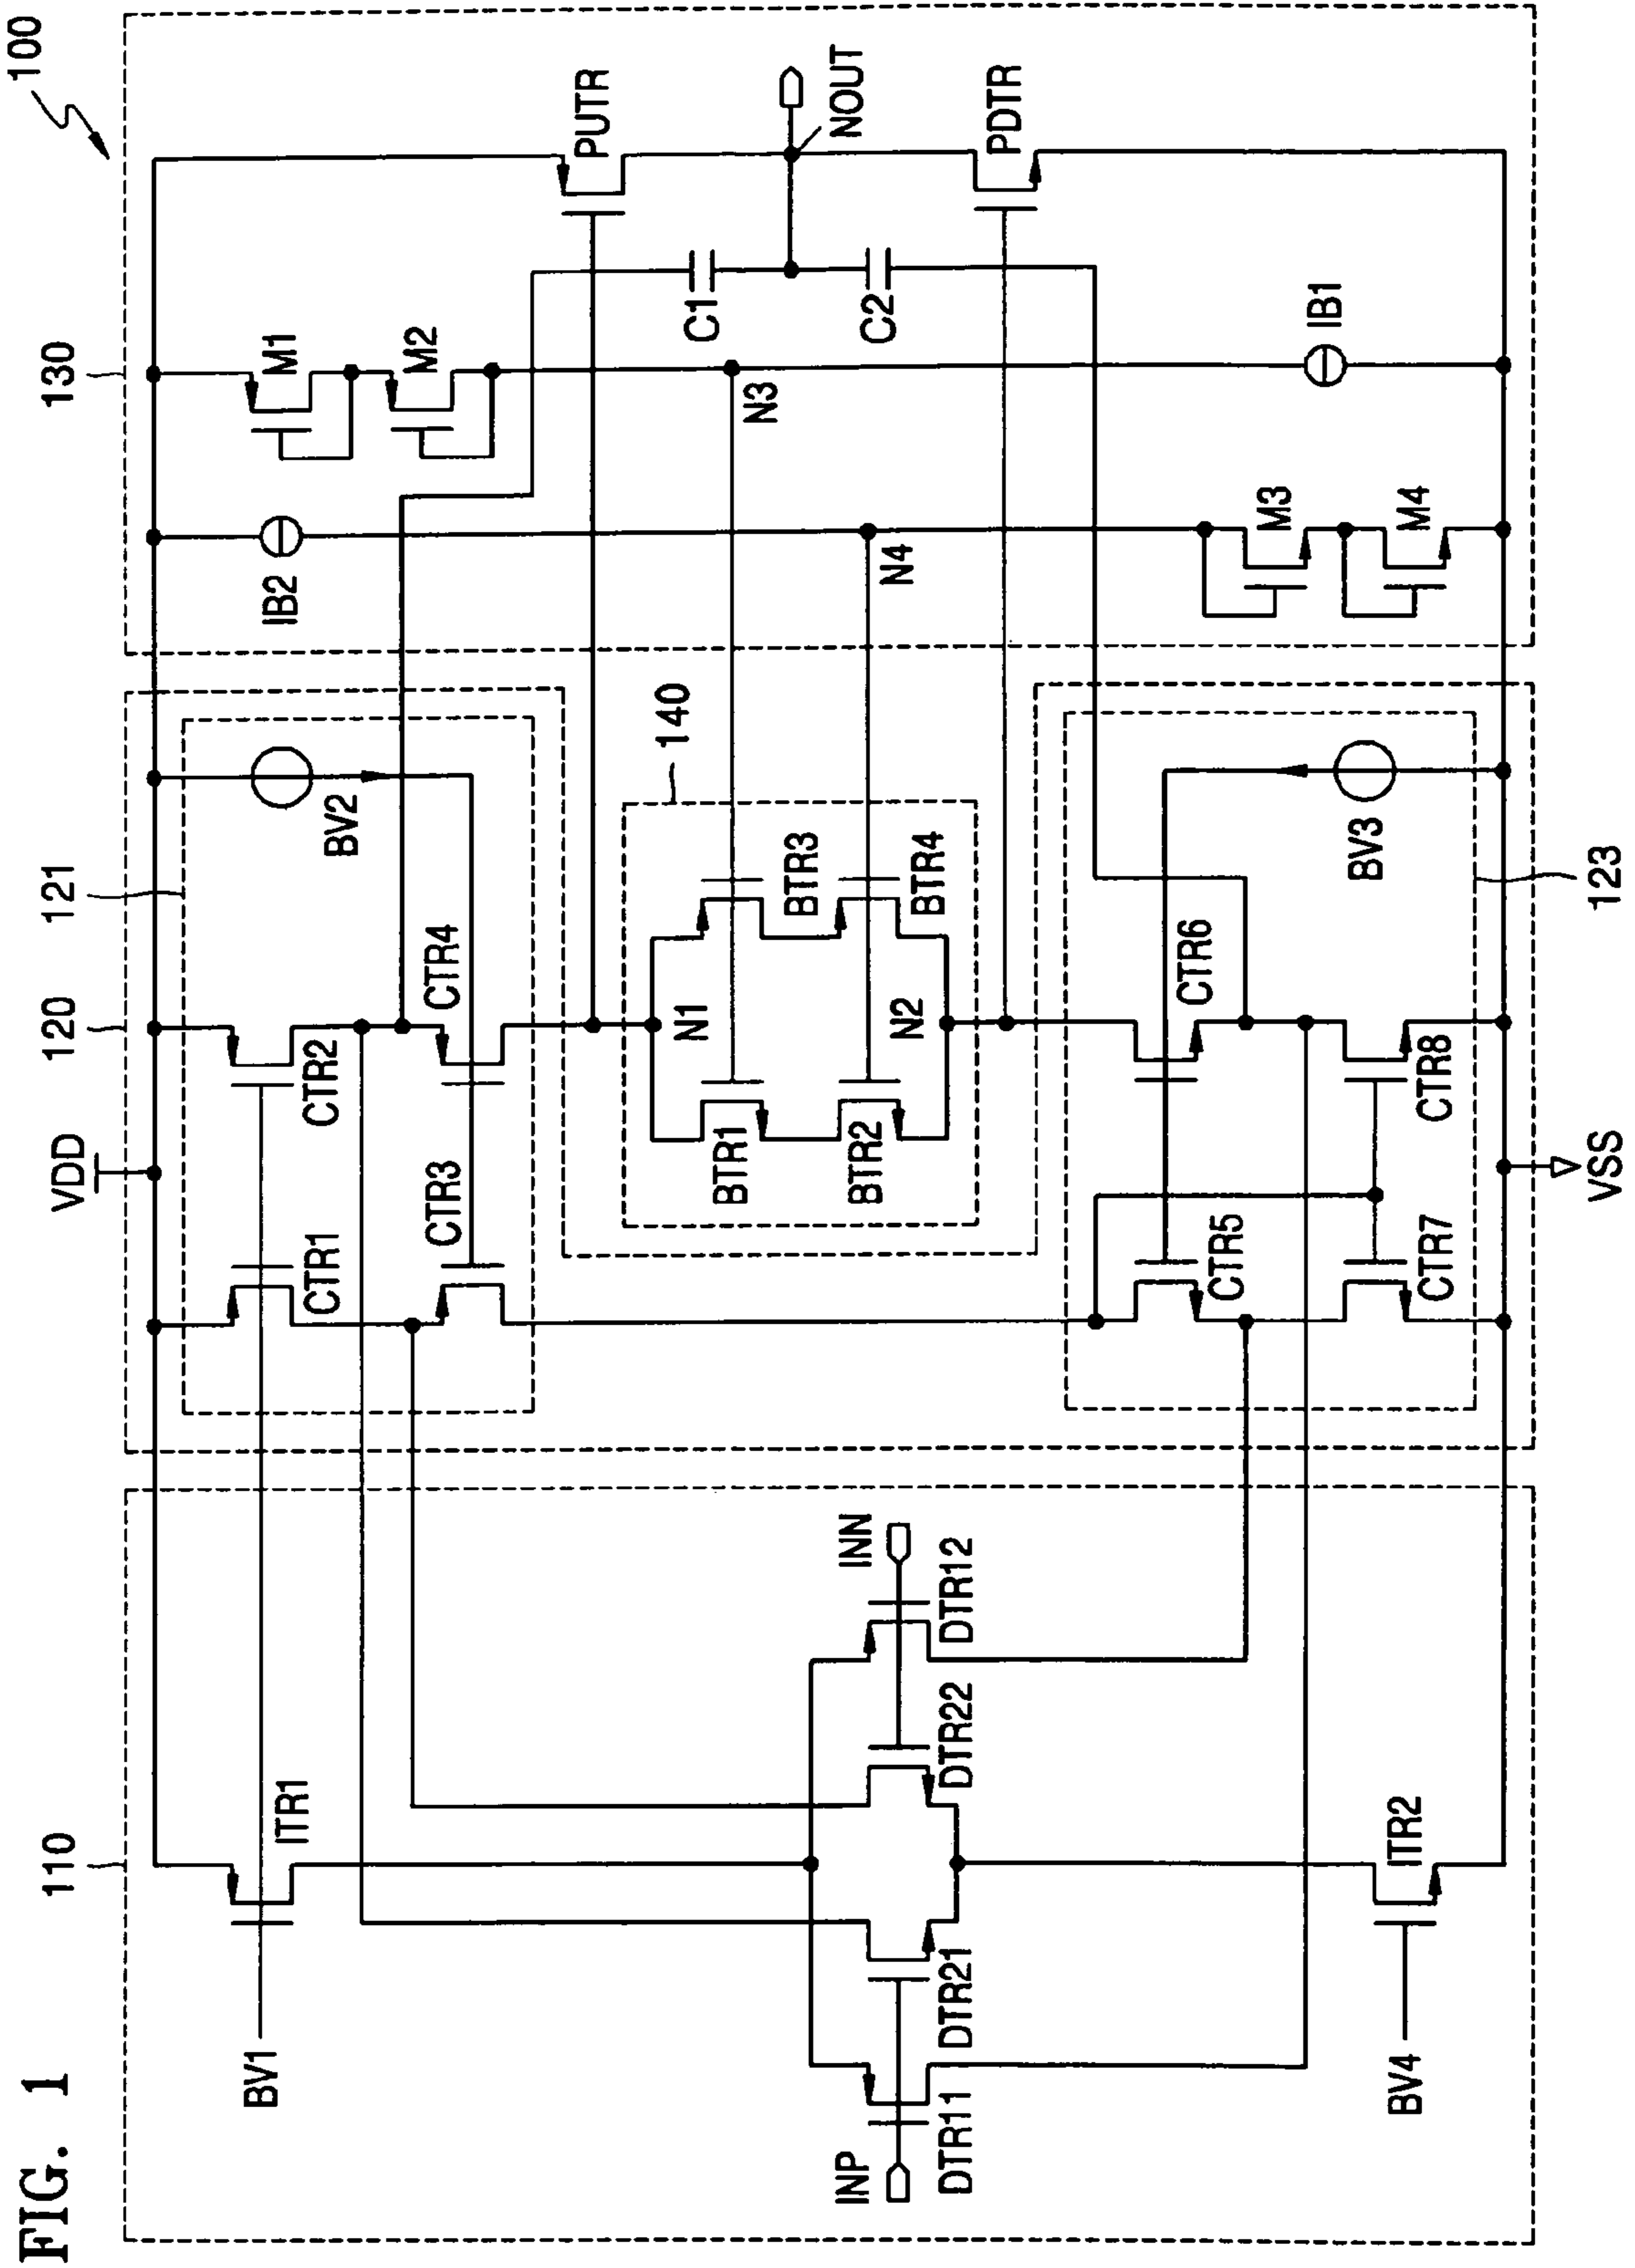 FIG. 1
100
110
120
121
130
VDD
BV1
ITR1
CTR1
CTR2
CTR3
CTR4
BV2
IB2
M1
M2
PUTR
INP
INN
DTR11
DTR21
DTR22
DTR12
140
N1
N2
BTR1
BTR2
BTR3
BTR4
N3
N4
C1
C2
NOUT
PDTR
BV4
ITR2
CTR5
CTR6
CTR7
CTR8
BV3
M3
M4
IB1
123
VSS